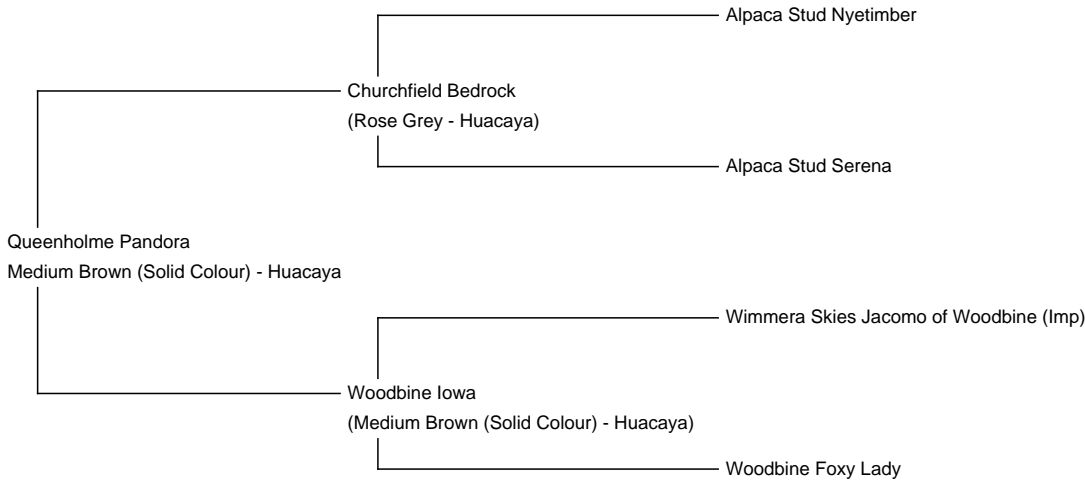 Alpaca Stud Nyetimber
Churchfield Bedrock
(Rose Grey - Huacaya)
Alpaca Stud Serena
Queenholme Pandora
Medium Brown (Solid Colour) - Huacaya
Wimmera Skies Jacomo of Woodbine (Imp)
Woodbine Iowa
(Medium Brown (Solid Colour) - Huacaya)
Woodbine Foxy Lady